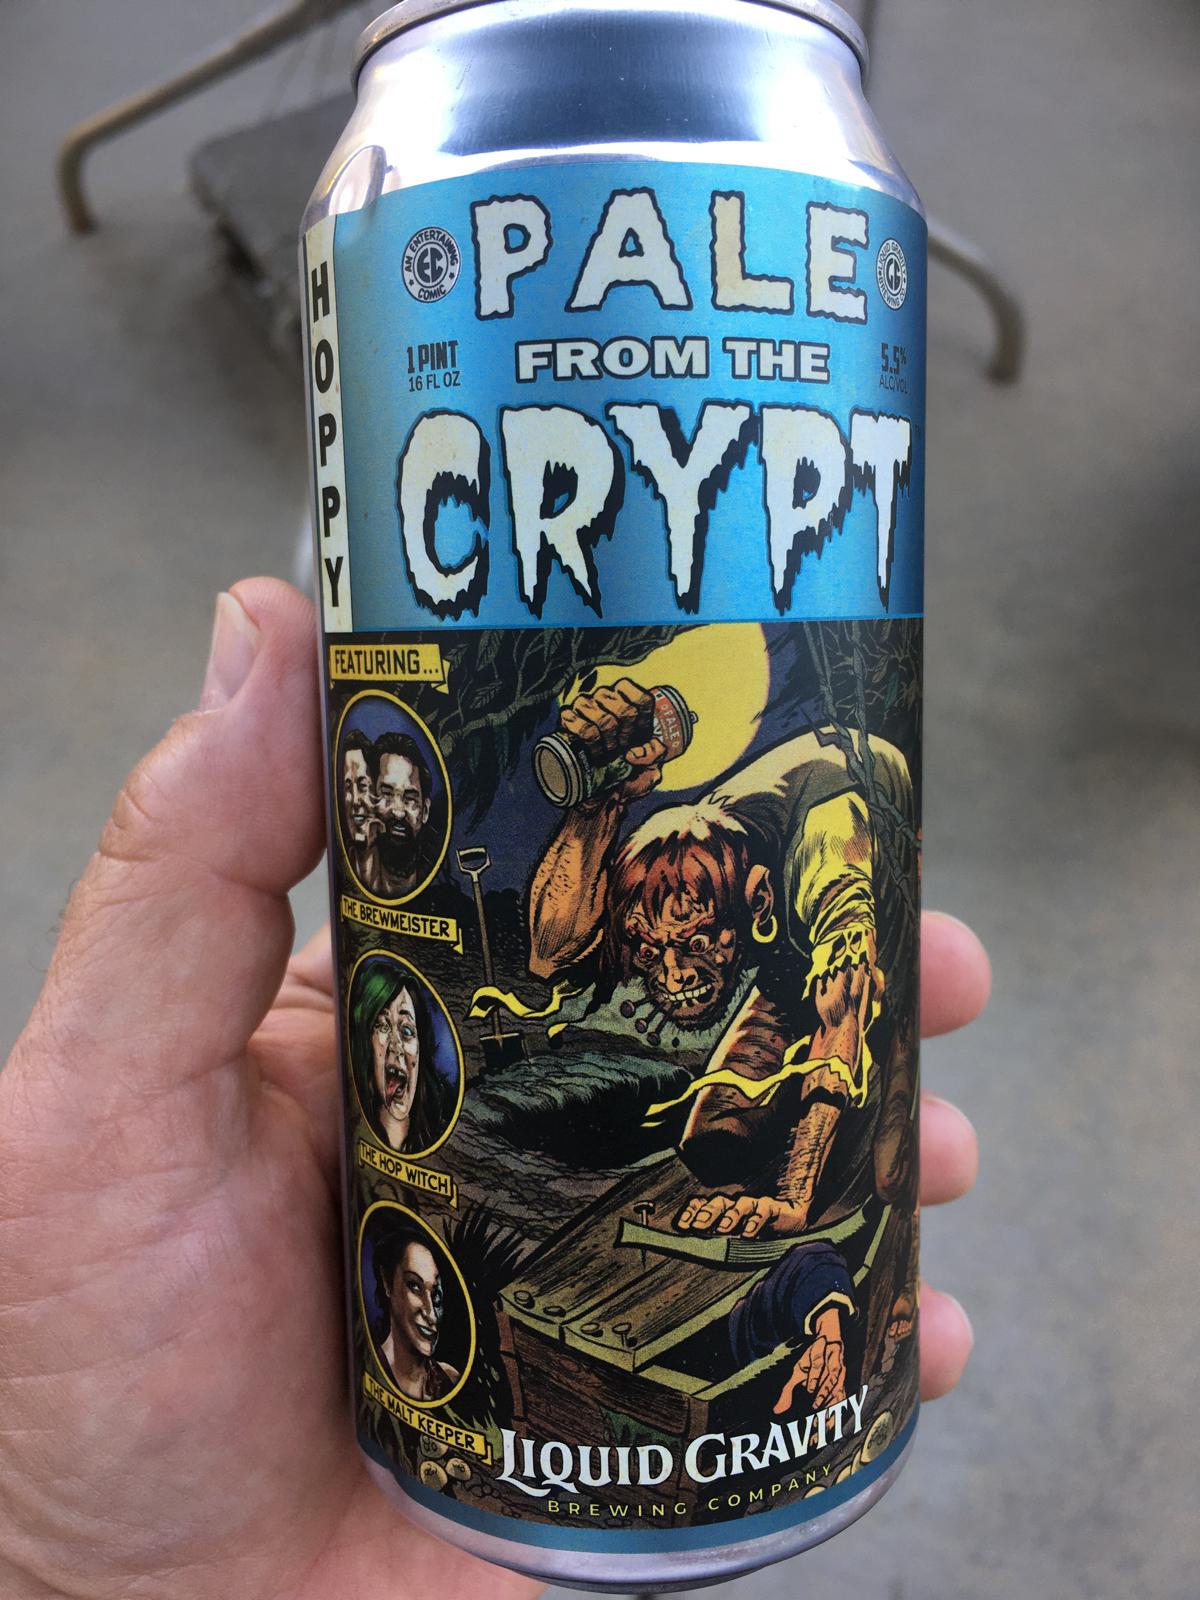 PALE
AN ENTERTAINING
EC
COMIC
1 PINT
16 FL OZ
FROM THE
5.5%
ALC/VOL
CRYPT
HOPPY
FEATURING...
THE BREWMEISTER
THE HOP WITCH
THE MALT KEEPER
PALE
LIQUID GRAVITY
BREWING COMPANY